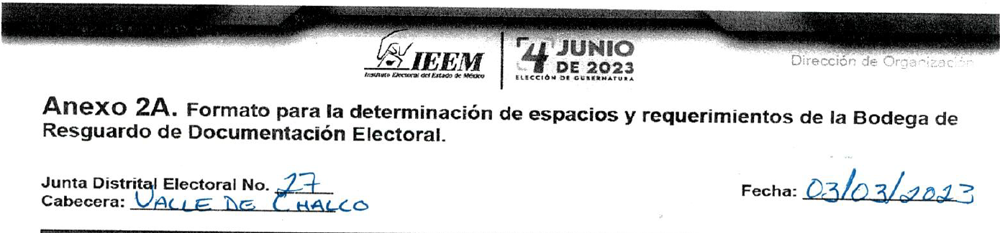 IEEM
Instituto Electoral del Estado de México
4 JUNIO
DE 2023
ELECCIÓN DE GUBERNATURA
Dirección de Organización
Anexo 2A. Formato para la determinación de espacios y requerimientos de la Bodega de
Resguardo de Documentación Electoral.
Junta Distrital Electoral No. 27
Fecha: 03/03/2023
Cabecera: VALLE DE CHALCO